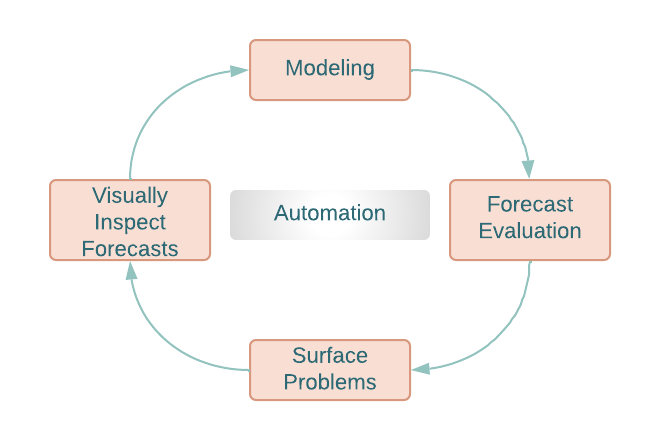 Modeling
Visually
Inspect
Forecasts
Automation
Forecast
Evaluation
Surface
Problems